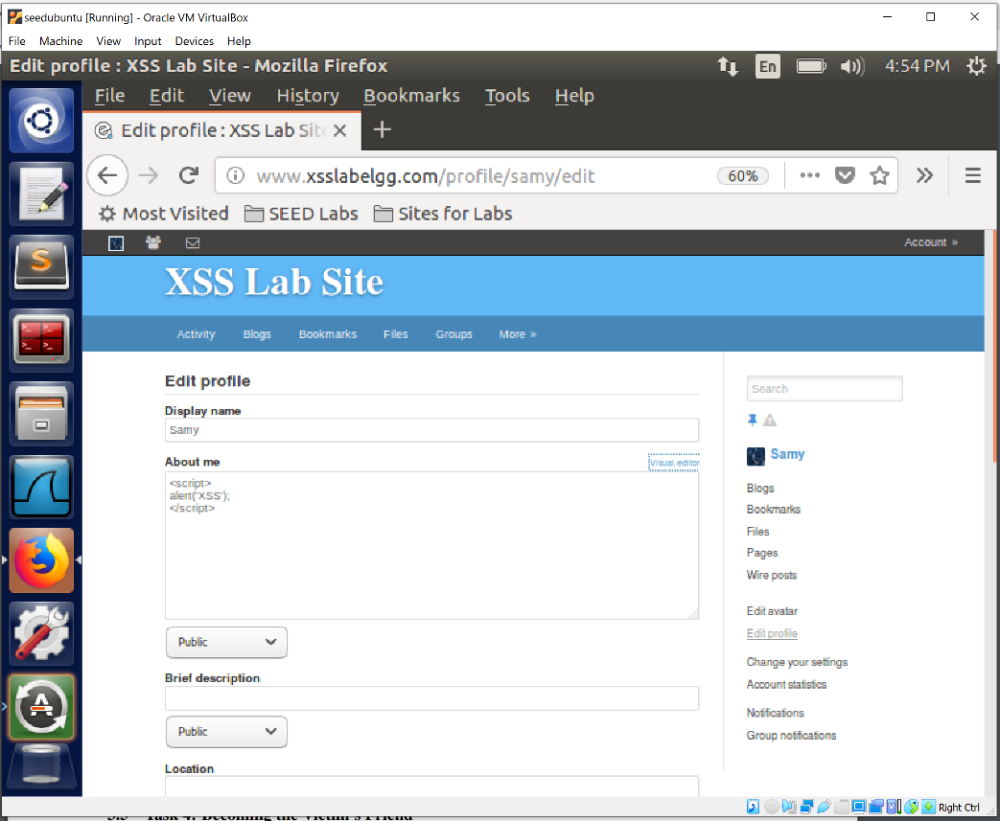 seedubuntu [Running] - Oracle VM VirtualBox
File Machine View Input Devices Help
Edit profile : XSS Lab Site - Mozilla Firefox En 4:54 PM
File Edit View History Bookmarks Tools Help
Edit profile : XSS Lab Site
www.xsslabelgg.com/profile/samy/edit 60%
Most Visited SEED Labs Sites for Labs
Account »
XSS Lab Site
Activity Blogs Bookmarks Files Groups More »
Edit profile
Display name
Samy
About me Visual editor
<script>
alert("XSS");
</script>
Public
Brief description
Public
Location
Search
Samy
Blogs
Bookmarks
Files
Pages
Wire posts
Edit avatar
Edit profile
Change your settings
Account statistics
Notifications
Group notifications
Right Ctrl
Task 4: Becoming the Victim's Friend